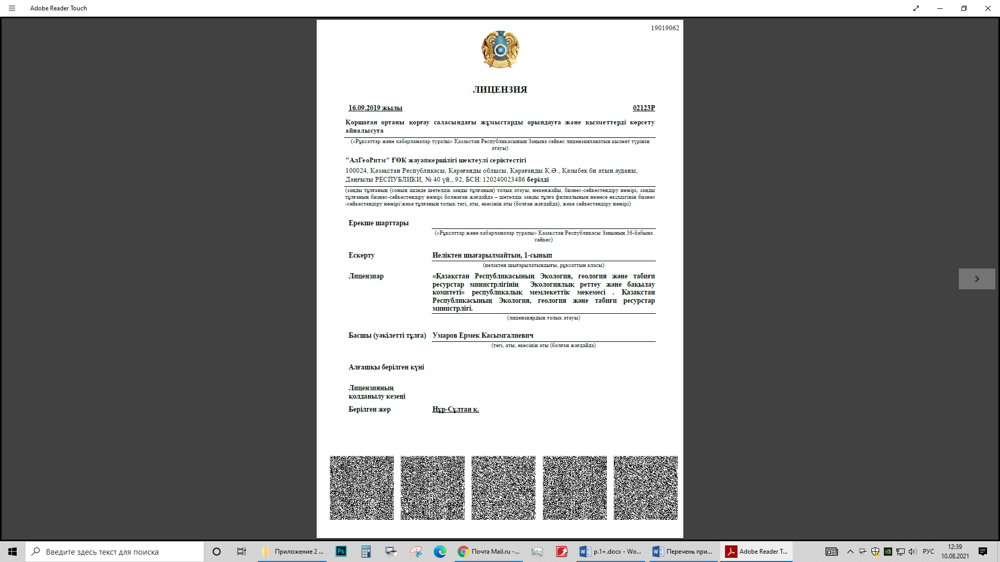 Adobe Reader Touch
19019062
ЛИЦЕНЗИЯ
16.09.2019 жылы 02123Р
Қоршаған ортаны қорғау саласындағы жұмыстарды орындауға және қызметтерді көрсету
айналысуға
(«Рұқсаттар және хабарламалар туралы» Қазақстан Республикасының Заңына сәйкес лицензияланатын қызмет түрінің
атауы)
"АлГеоРитм" ҒӨК жауапкершілігі шектеулі серіктестігі
100024, Қазақстан Республикасы, Қарағанды облысы, Қарағанды Қ.Ә., Қазыбек би атын.ауданы,
Даңғылы РЕСПУБЛИКИ, № 40 үй,, 92, БСН: 120240023486 берілді
(заңды тұлғаның (соның ішінде шетелдік заңды тұлғаның) толық атауы, мекенжайы, бизнес-сәйкестендіру нөмірі, заңды
тұлғаның бизнес-сәйкестендіру нөмірі болмаған жағдайда – шетелдік заңды тұлға филиалының немесе өкілдігінің бизнес
-сәйкестендіру нөмірі/жеке тұлғаның толық тегі, аты, әкесінің аты (болған жағдайда), жеке сәйкестендіру нөмірі)
Ерекше шарттары
(«Рұқсаттар және хабарламалар туралы» Қазақстан Республикасы Заңының 36-бабына
сәйкес)
Ескерту Иеліктен шығарылмайтын, 1-сынып
(иеліктен шығарылатындығы, рұқсаттың класы)
Лицензиар «Қазақстан Республикасының Экология, геология және табиғи
ресурстар министрлігінің Экологиялық реттеу және бақылау
комитеті» республикалық мемлекеттік мекемесі . Қазақстан
Республикасының Экология, геология және табиғи ресурстар
министрлігі.
(лицензиярдың толық атауы)
Басшы (уәкілетті тұлға) Умаров Ермек Касымгалиевич
(тегі, аты, әкесінің аты (болған жағдайда)
Алғашқы берілген күні
Лицензияның
қолданылу кезеңі
Берілген жер Нұр-Сұлтан қ.
Введите здесь текст для поиска
Приложение 2 ...
Ps
Почта Mail.ru -...
p.1+.docx - Wo...
Перечень при...
Adobe Reader T...
РУС
12:39
10.08.2021